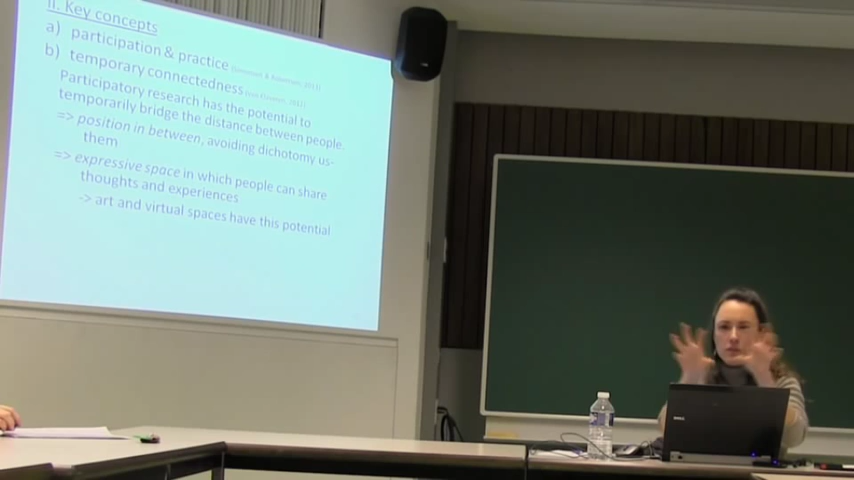 II. Key concepts
a) participation & practice
b) temporary connectedness
Participatory research has the potential to
temporarily bridge the distance between people.
=> position in between, avoiding dichotomy us-
them
=> expressive space in which people can share
thoughts and experiences
-> art and virtual spaces have this potential
DELL